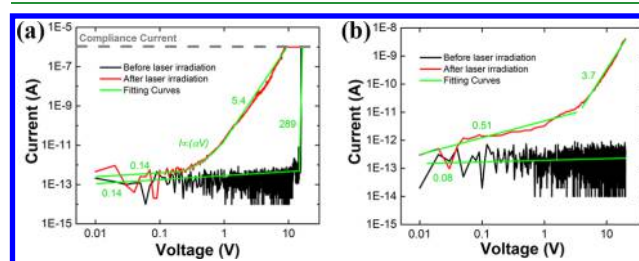 (a)
Compliance Current
Before laser irradiation
After laser irradiation
Fitting Curves
5.4
289
I∝(αV)
0.14
0.14
Current (A)
1E-5
1E-7
1E-9
1E-11
1E-13
1E-15
0.01
0.1
1
10
Voltage (V)
(b)
Before laser irradiation
After laser irradiation
Fitting Curves
3.7
0.51
0.08
Current (A)
1E-8
1E-9
1E-10
1E-11
1E-12
1E-13
1E-14
1E-15
0.01
0.1
1
10
Voltage (V)